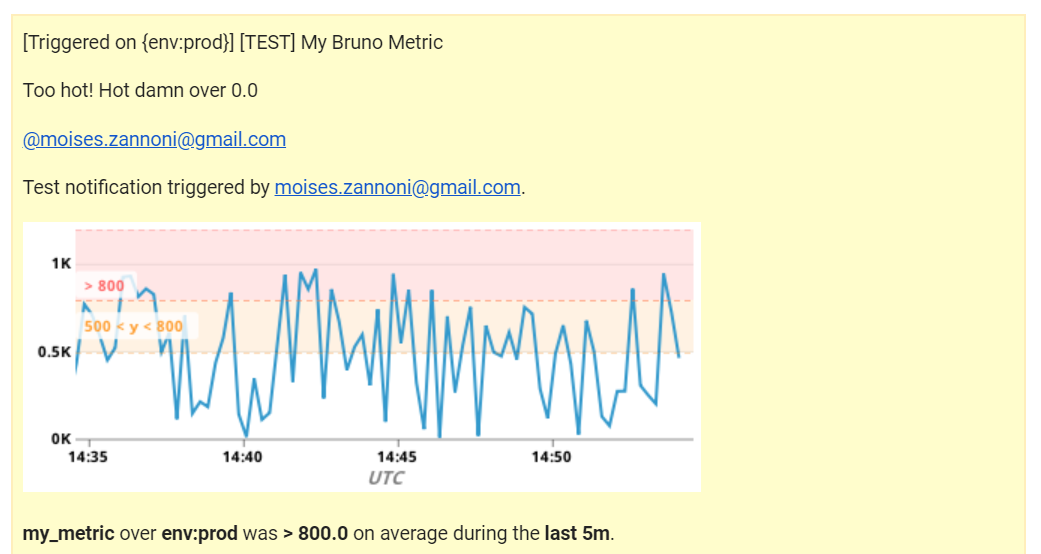 [Triggered on {env:prod}] [TEST] My Bruno Metric
Too hot! Hot damn over 0.0
@moises.zannoni@gmail.com
Test notification triggered by moises.zannoni@gmail.com.
1K
> 800
500 < y < 800
0.5K
0K
14:35 14:40 14:45 14:50
UTC
my_metric over env:prod was > 800.0 on average during the last 5m.